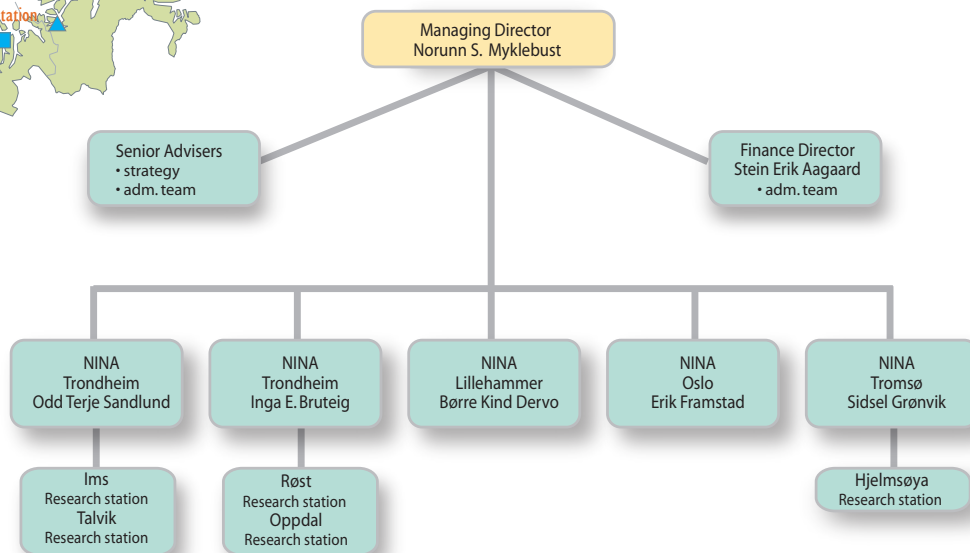 tation
Managing Director
Norunn S. Myklebust
Senior Advisers
• strategy
• adm. team
Finance Director
Stein Erik Aagaard
• adm. team
NINA
Trondheim
Odd Terje Sandlund
NINA
Trondheim
Inga E. Bruteig
NINA
Lillehammer
Børre Kind Dervo
NINA
Oslo
Erik Framstad
NINA
Tromsø
Sidsel Grønvik
Ims
Research station
Talvik
Research station
Røst
Research station
Oppdal
Research station
Hjelmsøya
Research station